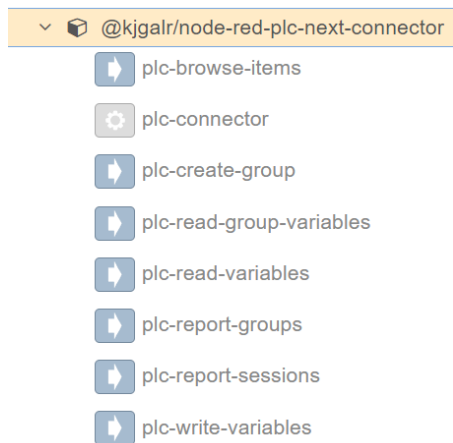 @kjgalr/node-red-plc-next-connector
plc-browse-items
plc-connector
plc-create-group
plc-read-group-variables
plc-read-variables
plc-report-groups
plc-report-sessions
plc-write-variables